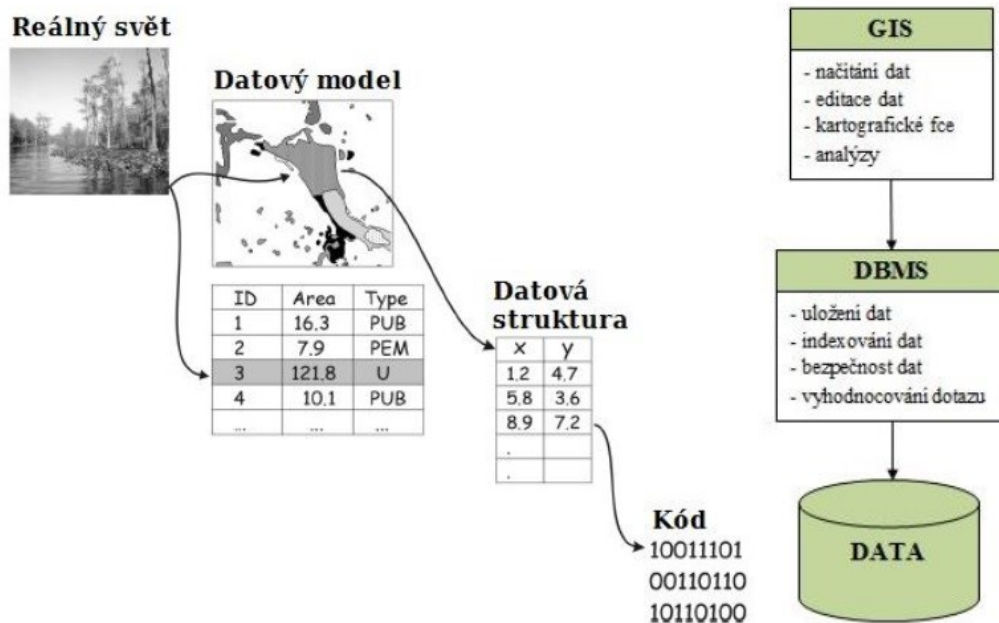 Reálný svět
Datový model
ID Area Type
1 16.3 PUB
2 7.9 PEM
3 121.8 U
4 10.1 PUB
... ... ...
Datová
struktura
x y
1.2 4.7
5.8 3.6
8.9 7.2
.
.
Kód
10011101
00110110
10110100
GIS
- načitání dat
- editace dat
- kartografické fce
- analýzy
DBMS
- uložení dat
- indexování dat
- bezpečnost dat
- vyhodnocování dotazu
DATA